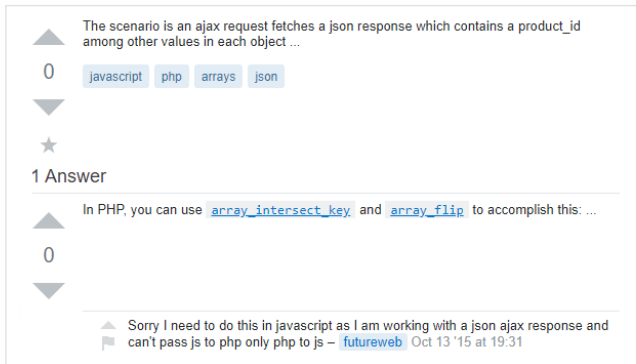 The scenario is an ajax request fetches a json response which contains a product_id
among other values in each object ...
0
javascript php arrays json
1 Answer
In PHP, you can use array_intersect_key and array_flip to accomplish this: ...
0
Sorry I need to do this in javascript as I am working with a json ajax response and
can't pass js to php only php to js – futureweb Oct 13 '15 at 19:31